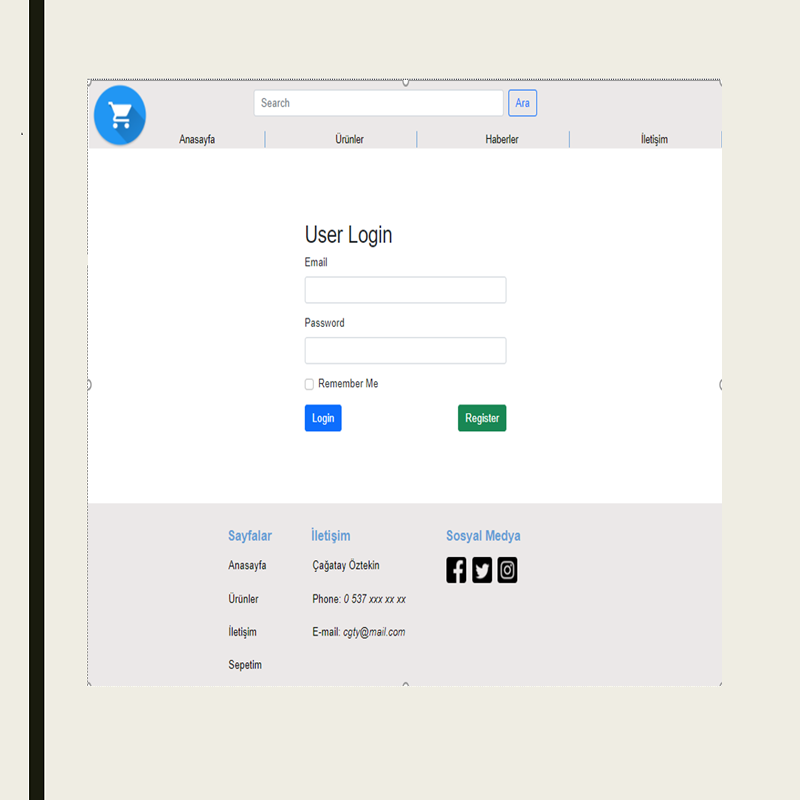 Search Ara
Anasayfa Ürünler Haberler İletişim
User Login
Email
Password
Remember Me
Login Register
Sayfalar İletişim Sosyal Medya
Anasayfa Çağatay Öztekin
Ürünler Phone: 0 537 xxx xx xx
İletişim E-mail: cgty@mail.com
Sepetim